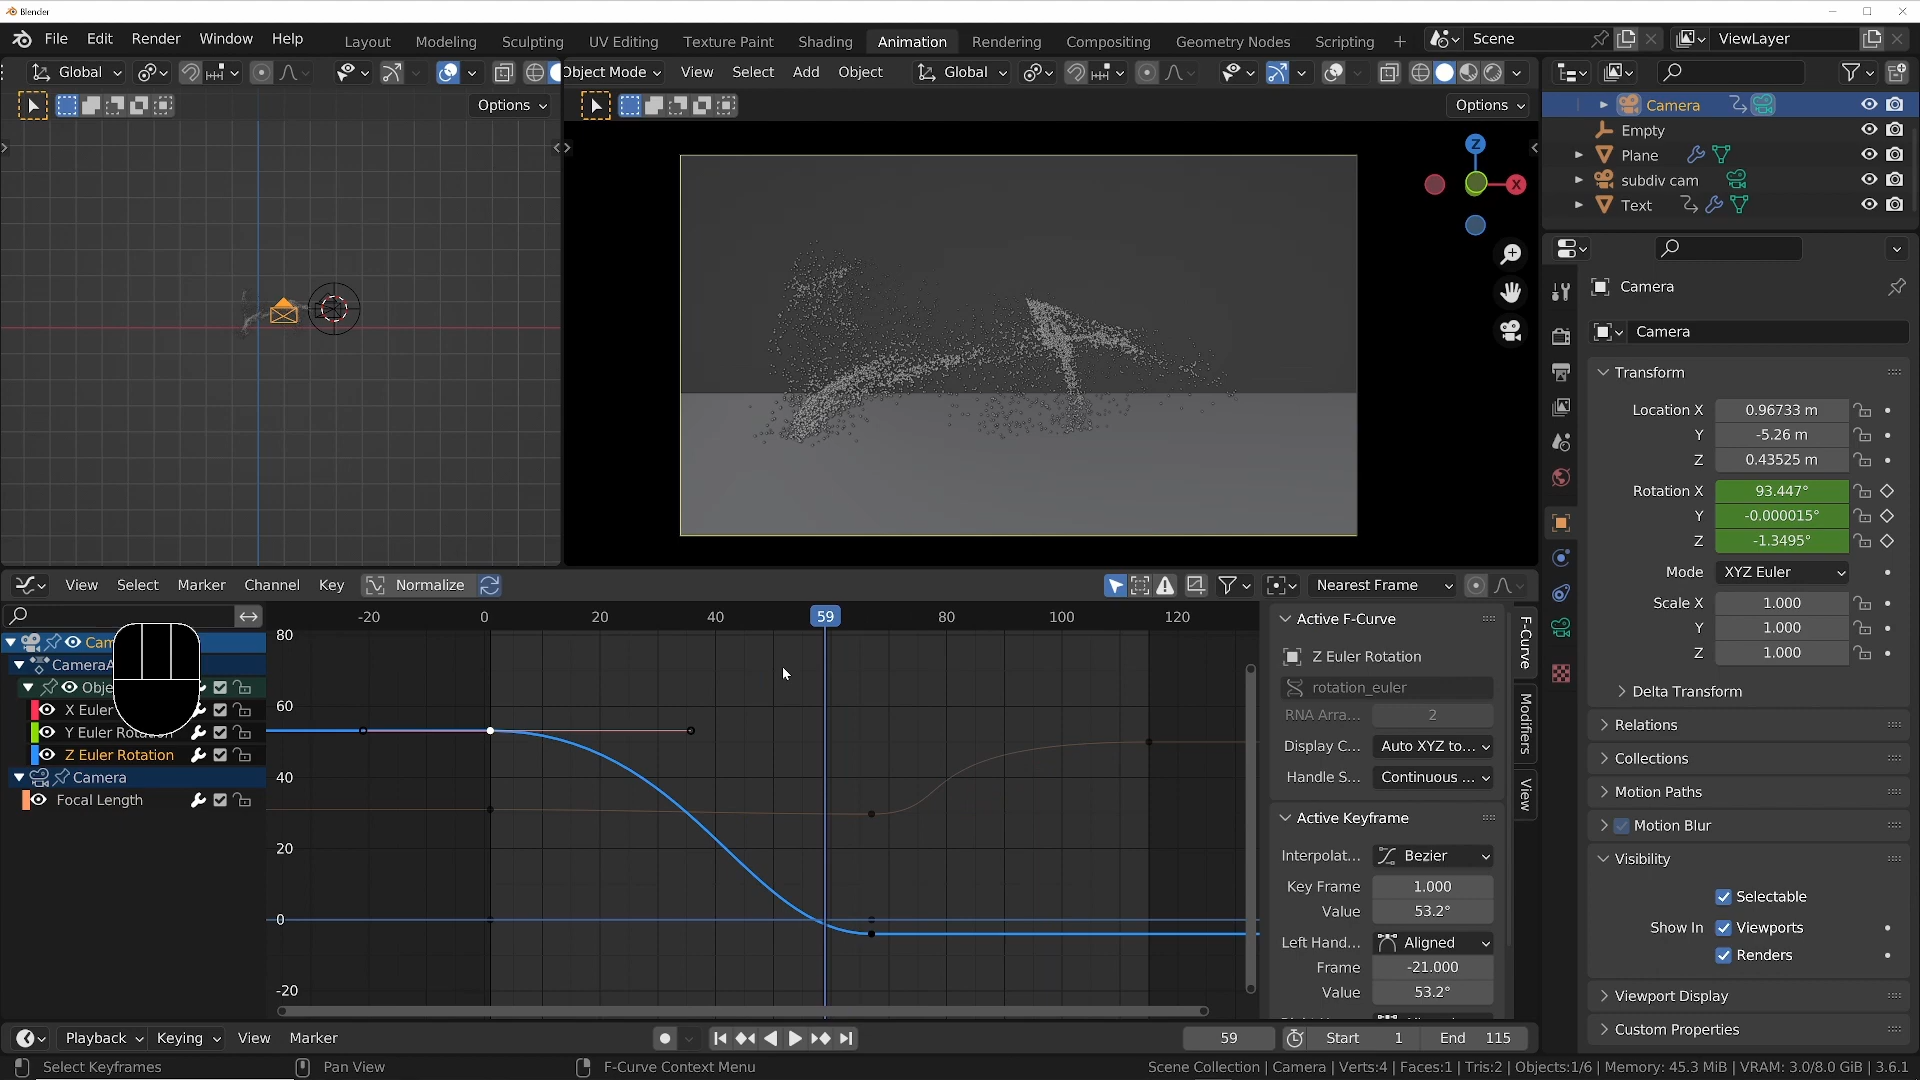 Blender
File Edit Render Window Help
Layout Modeling Sculpting UV Editing Texture Paint Shading Animation Rendering Compositing Geometry Nodes Scripting +
Scene
ViewLayer
Global
Object Mode View Select Add Object
Global
Options
Options
Z
X
Camera
Empty
Plane
subdiv cam
Text
Camera
Camera
Transform
Location X 0.96733 m
Y -5.26 m
Z 0.43525 m
Rotation X 93.447°
Y -0.000015°
Z -1.3495°
Mode XYZ Euler
Scale X 1.000
Y 1.000
Z 1.000
Delta Transform
Relations
Collections
Motion Paths
Motion Blur
Visibility
Selectable
Show In Viewports
Renders
Viewport Display
Custom Properties
View Select Marker Channel Key Normalize
Nearest Frame
-20 0 20 40 59 80 100 120
80
60
40
20
0
-20
Cam
CameraA
Obje
X Euler
Y Euler Rota
Z Euler Rotation
Camera
Focal Length
Active F-Curve
Z Euler Rotation
rotation_euler
RNA Arra... 2
Display C... Auto XYZ to...
Handle S... Continuous ...
Active Keyframe
Interpolat... Bezier
Key Frame 1.000
Value 53.2°
Left Hand... Aligned
Frame -21.000
Value 53.2°
F-Curve
Modifiers
View
Playback Keying View Marker
59 Start 1 End 115
Select Keyframes Pan View F-Curve Context Menu
Scene Collection | Camera | Verts:4 | Faces:1 | Tris:2 | Objects:1/6 | Memory: 45.3 MiB | VRAM: 3.0/8.0 GiB | 3.6.1